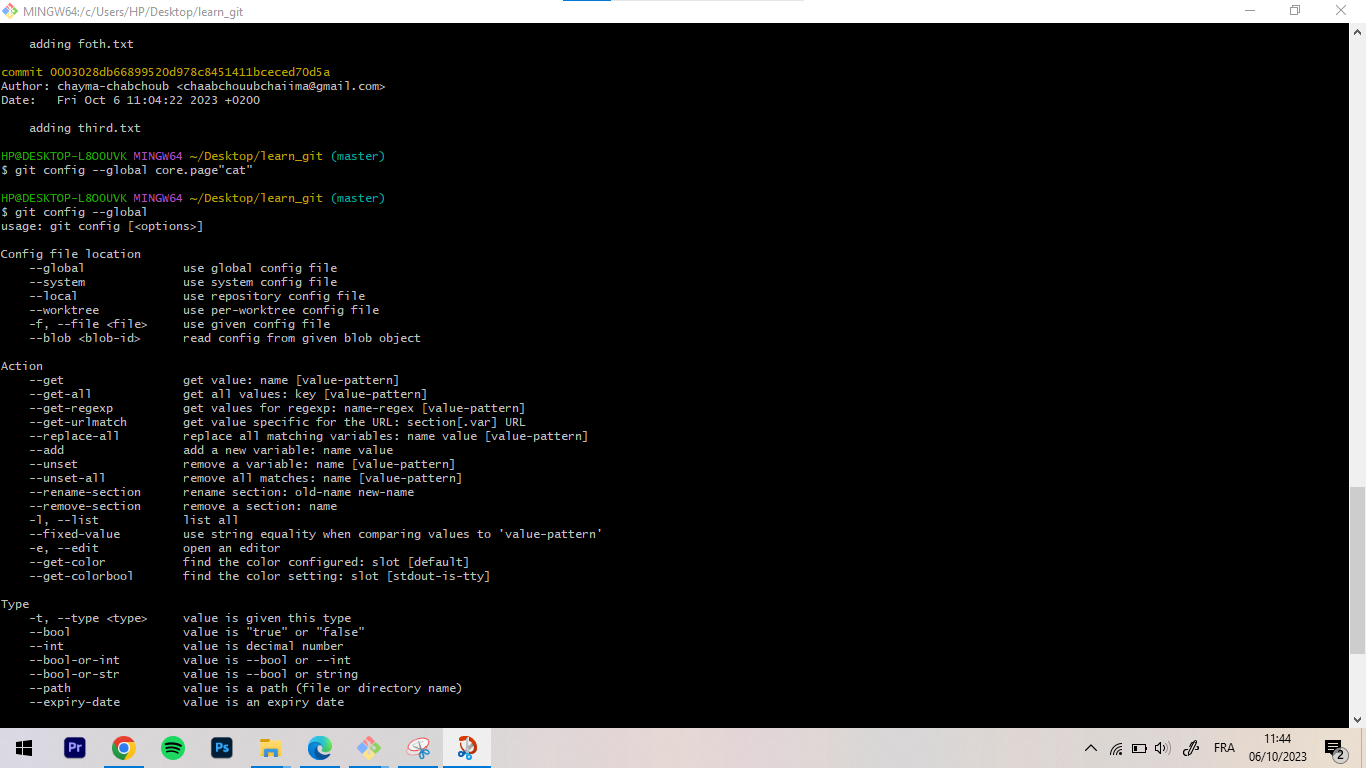 MINGW64:/c/Users/HP/Desktop/learn_git
adding foth.txt
commit 0003028db66899520d978c8451411bceced70d5a
Author: chayma-chabchoub <chaabchouubchaiima@gmail.com>
Date:   Fri Oct 6 11:04:22 2023 +0200
adding third.txt
HP@DESKTOP-L8OOUVK MINGW64 ~/Desktop/learn_git (master)
$ git config --global core.page"cat"
HP@DESKTOP-L8OOUVK MINGW64 ~/Desktop/learn_git (master)
$ git config --global
usage: git config [<options>]
Config file location
--global              use global config file
--system              use system config file
--local               use repository config file
--worktree            use per-worktree config file
-f, --file <file>     use given config file
--blob <blob-id>      read config from given blob object
Action
--get                 get value: name [value-pattern]
--get-all             get all values: key [value-pattern]
--get-regexp          get values for regexp: name-regex [value-pattern]
--get-urlmatch        get value specific for the URL: section[.var] URL
--replace-all         replace all matching variables: name value [value-pattern]
--add                 add a new variable: name value
--unset               remove a variable: name [value-pattern]
--unset-all           remove all matches: name [value-pattern]
--rename-section      rename section: old-name new-name
--remove-section      remove a section: name
-l, --list            list all
--fixed-value         use string equality when comparing values to 'value-pattern'
-e, --edit            open an editor
--get-color           find the color configured: slot [default]
--get-colorbool       find the color setting: slot [stdout-is-tty]
Type
-t, --type <type>     value is given this type
--bool                value is "true" or "false"
--int                 value is decimal number
--bool-or-int         value is --bool or --int
--bool-or-str         value is --bool or string
--path                value is a path (file or directory name)
--expiry-date         value is an expiry date
Pr
Ps
FRA
11:44
06/10/2023
2